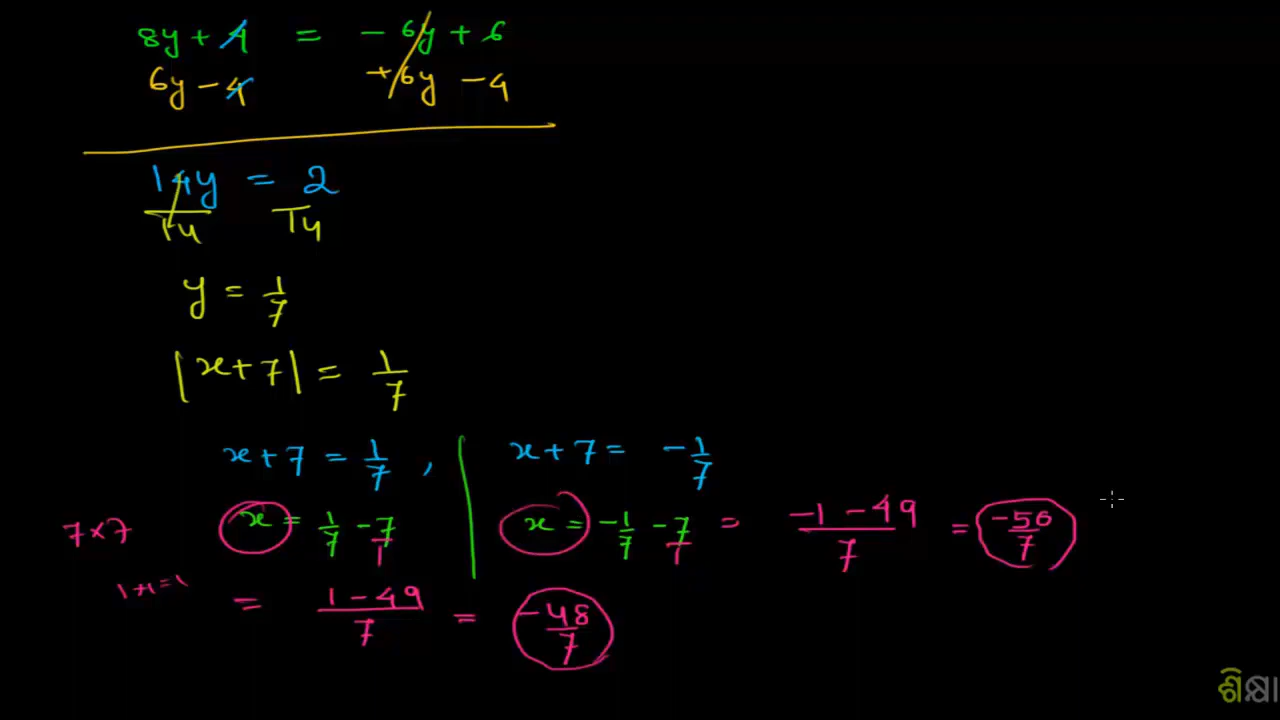 8y + 4 = - 6y + 6
6y - 4 +6y - 4
14y = 2
14 14
y = 1/7
|x + 7| = 1/7
x + 7 = 1/7 , x + 7 = - 1/7
7 × 7 x = 1/7 - 7/1 x = - 1/7 - 7/1 = -1 - 49/7 = -50/7
= 1 - 49/7 = -48/7
ଶିକ୍ଷା